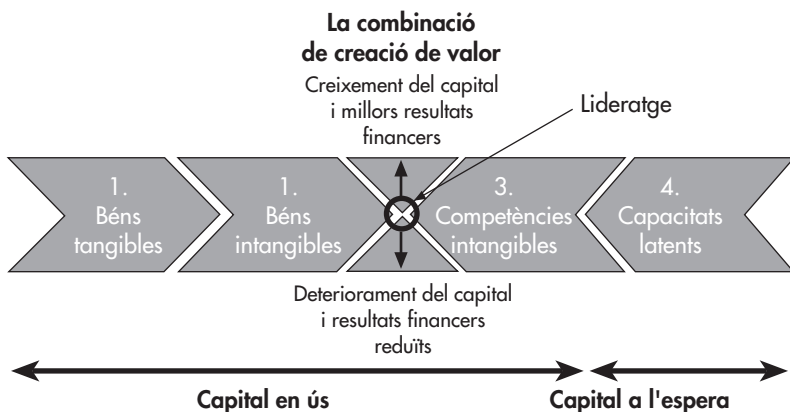 La combinació
de creació de valor
Creixement del capital
i millors resultats
financers
Lideratge
1.
Béns
tangibles
1.
Béns
intangibles
3.
Competències
intangibles
4.
Capacitats
latents
Deteriorament del capital
i resultats financers
reduïts
Capital en ús
Capital a l'espera